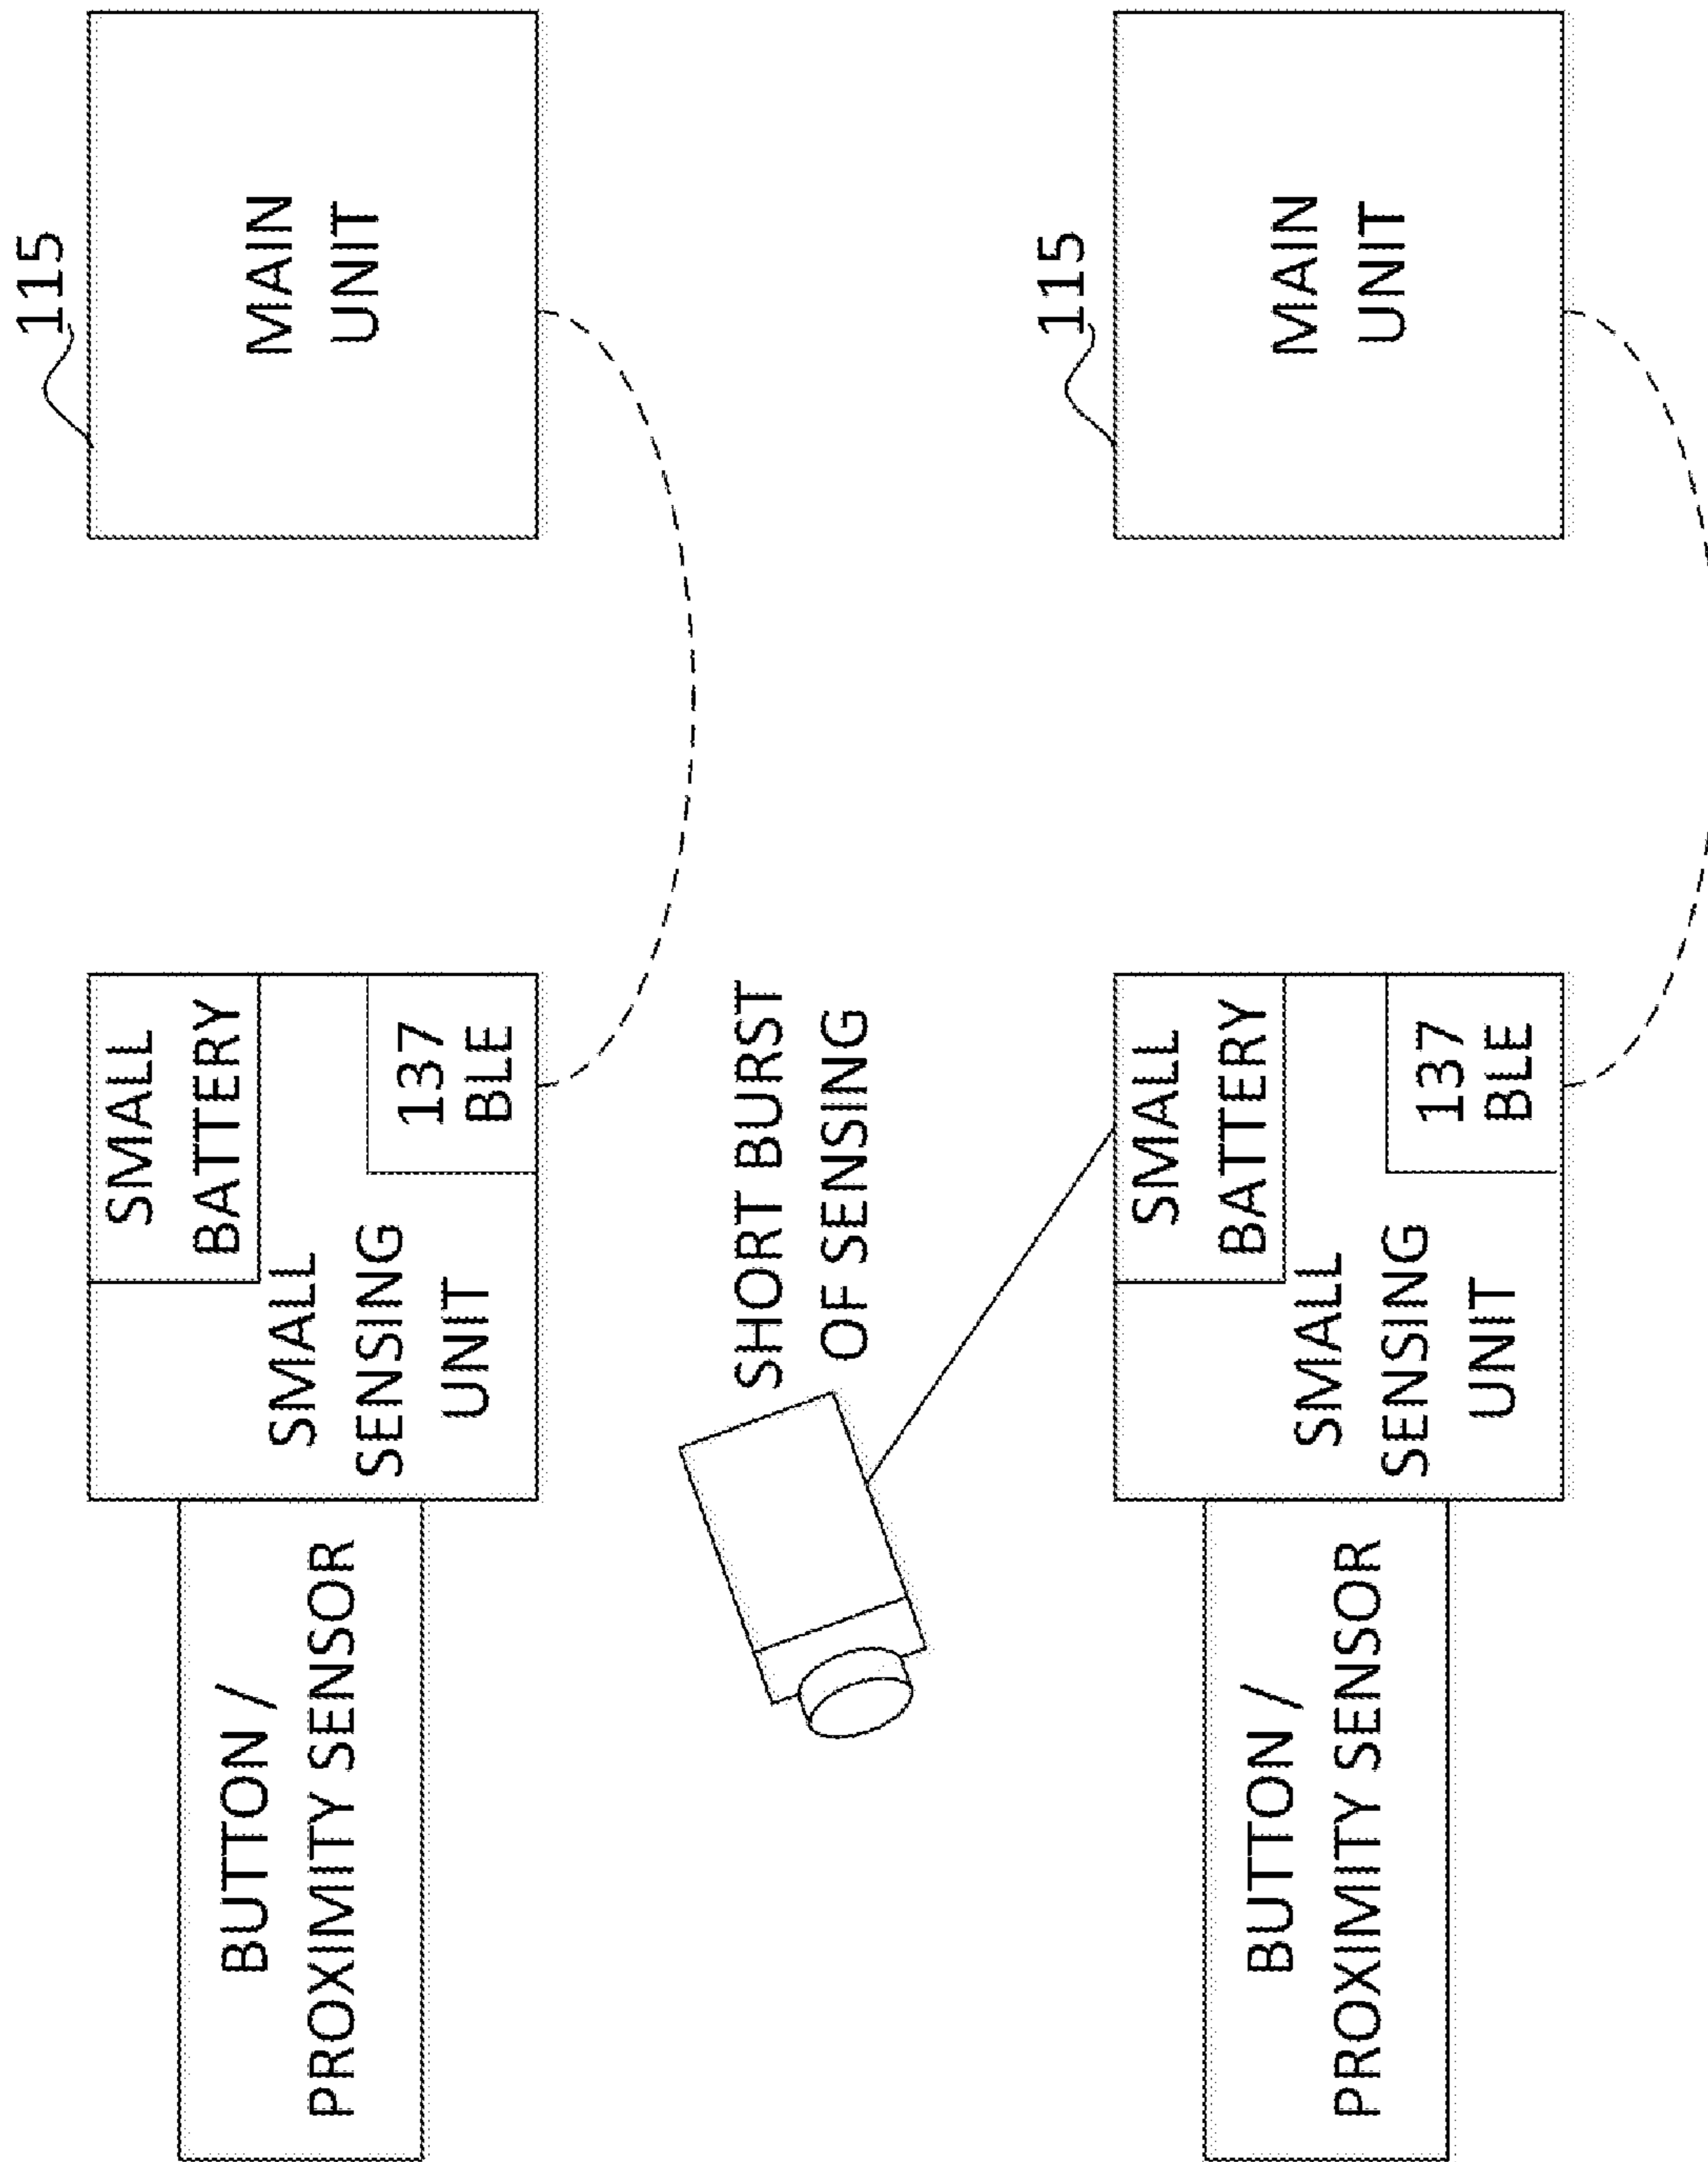 BUTTON /
PROXIMITY SENSOR
SMALL
BATTERY
SMALL
SENSING
UNIT
137
BLE
115
MAIN
UNIT
SHORT BURST
OF SENSING
BUTTON /
PROXIMITY SENSOR
SMALL
BATTERY
SMALL
SENSING
UNIT
137
BLE
115
MAIN
UNIT